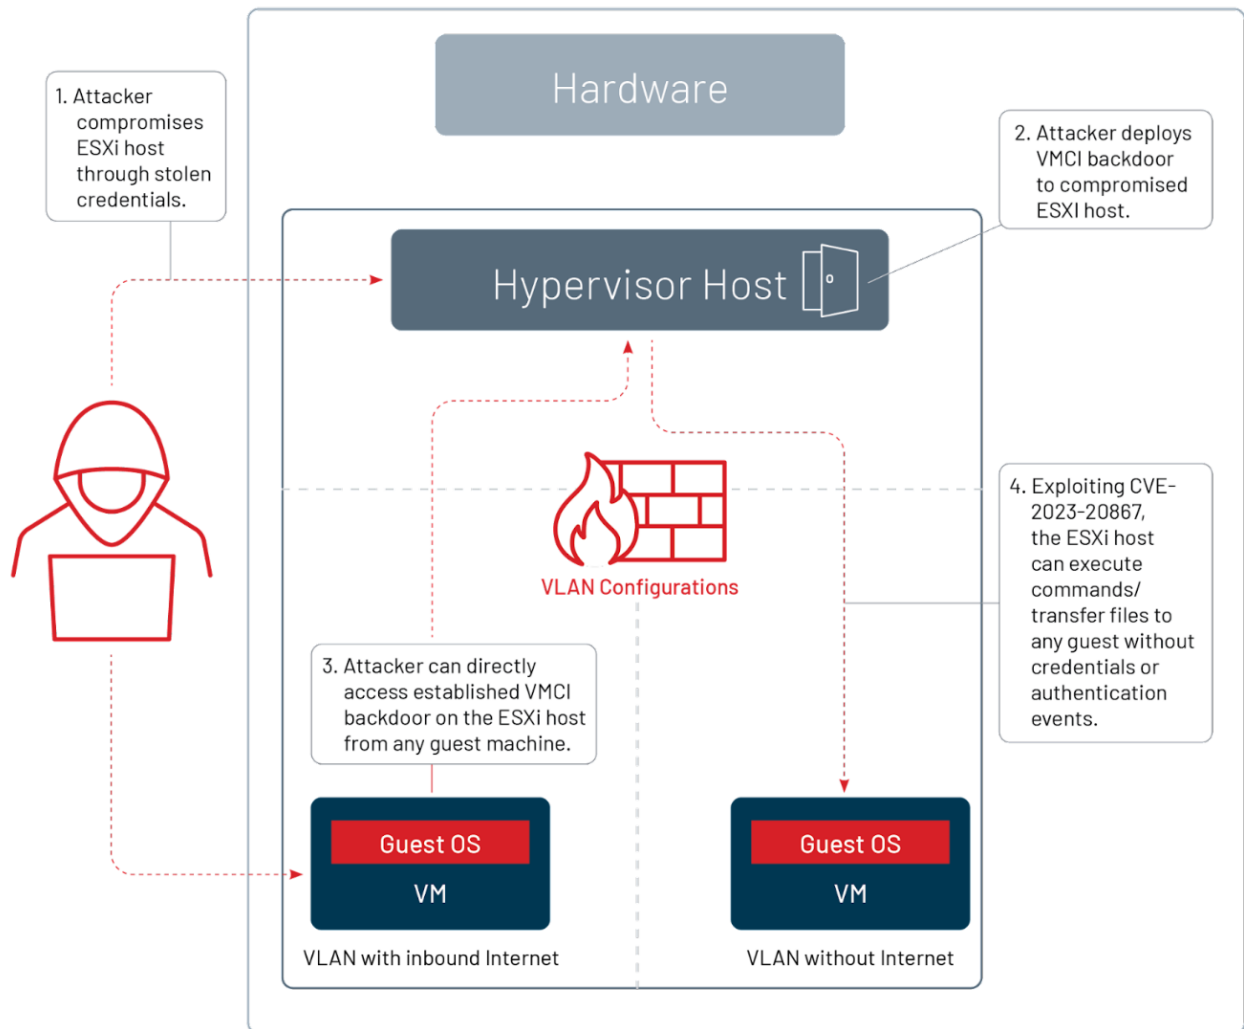 Hardware
1. Attacker
compromises
ESXi host
through stolen
credentials.
2. Attacker deploys
VMCI backdoor
to compromised
ESXI host.
Hypervisor Host
VLAN Configurations
4. Exploiting CVE-
2023-20867,
the ESXi host
can execute
commands/
transfer files to
any guest without
credentials or
authentication
events.
3. Attacker can directly
access established VMCI
backdoor on the ESXi host
from any guest machine.
Guest OS
VM
VLAN with inbound Internet
Guest OS
VM
VLAN without Internet